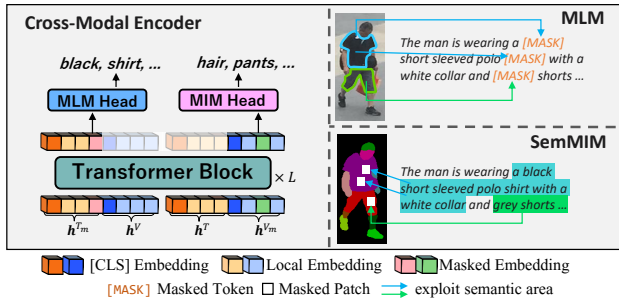 Cross-Modal Encoder
black, shirt, ...
hair, pants, ...
MLM Head
MIM Head
Transformer Block × L
h^{T_m}
h^V
h^T
h^{V_m}
MLM
The man is wearing a [MASK]
short sleeved polo [MASK] with a
white collar and [MASK] shorts ...
SemMIM
The man is wearing a black
short sleeved polo shirt with a
white collar and grey shorts ...
[CLS] Embedding
Local Embedding
Masked Embedding
[MASK] Masked Token
Masked Patch
exploit semantic area